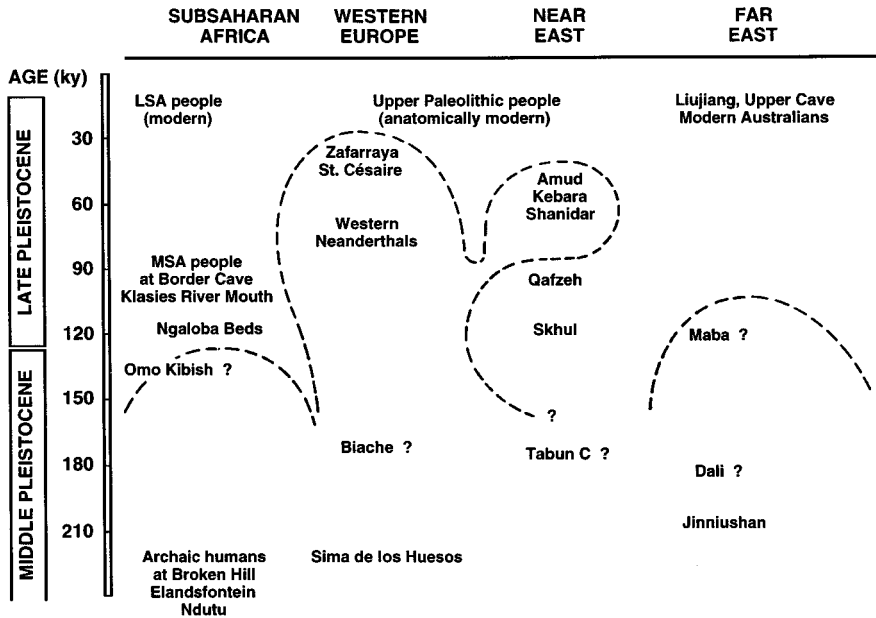 SUBSAHARAN
AFRICA
WESTERN
EUROPE
NEAR
EAST
FAR
EAST
AGE (ky)
30
60
90
120
150
180
210
LATE PLEISTOCENE
MIDDLE PLEISTOCENE
LSA people
(modern)
MSA people
at Border Cave
Klasies River Mouth
Ngaloba Beds
Omo Kibish ?
Archaic humans
at Broken Hill
Elandsfontein
Ndutu
Upper Paleolithic people
(anatomically modern)
Zafarraya
St. Césaire
Western
Neanderthals
Biache ?
Sima de los Huesos
Amud
Kebara
Shanidar
Qafzeh
Skhul
?
Tabun C ?
Liujiang, Upper Cave
Modern Australians
Maba ?
Dali ?
Jinniushan